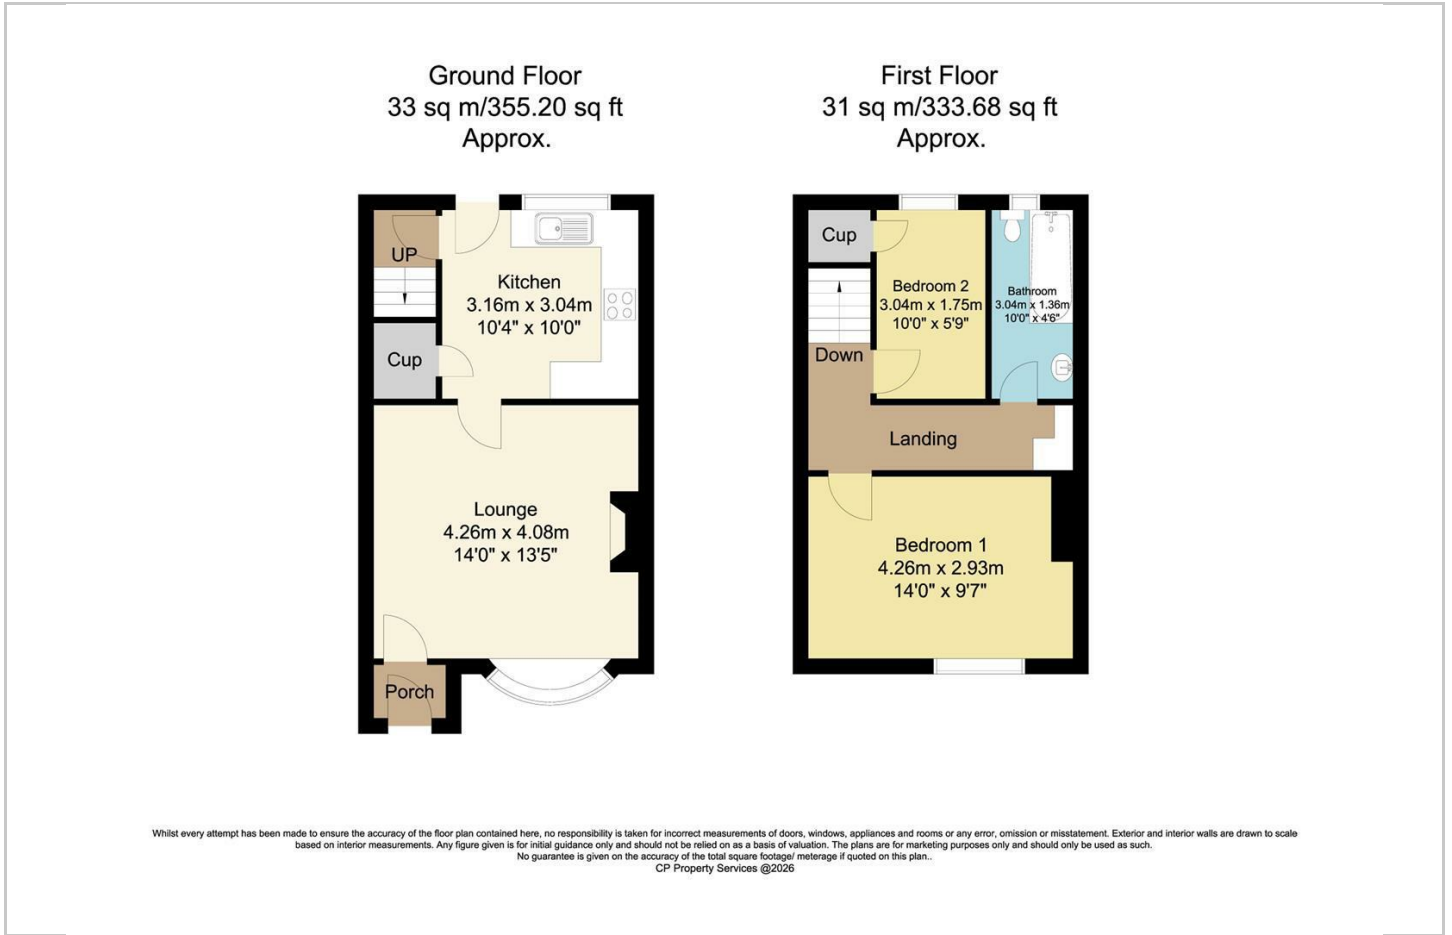 Ground Floor
33 sq m/355.20 sq ft
Approx.
First Floor
31 sq m/333.68 sq ft
Approx.
UP
Kitchen
3.16m x 3.04m
10'4" x 10'0"
Cup
Lounge
4.26m x 4.08m
14'0" x 13'5"
Porch
Cup
Bedroom 2
3.04m x 1.75m
10'0" x 5'9"
Bathroom
3.04m x 1.36m
10'0" x 4'6"
Down
Landing
Bedroom 1
4.26m x 2.93m
14'0" x 9'7"
Whilst every attempt has been made to ensure the accuracy of the floor plan contained here, no responsibility is taken for incorrect measurements of doors, windows, appliances and rooms or any error, omission or misstatement. Exterior and interior walls are drawn to scale
based on interior measurements. Any figure given is for initial guidance only and should not be relied on as a basis of valuation. The plans are for marketing purposes only and should only be used as such.
No guarantee is given on the accuracy of the total square footage/ meterage if quoted on this plan..
CP Property Services @2026